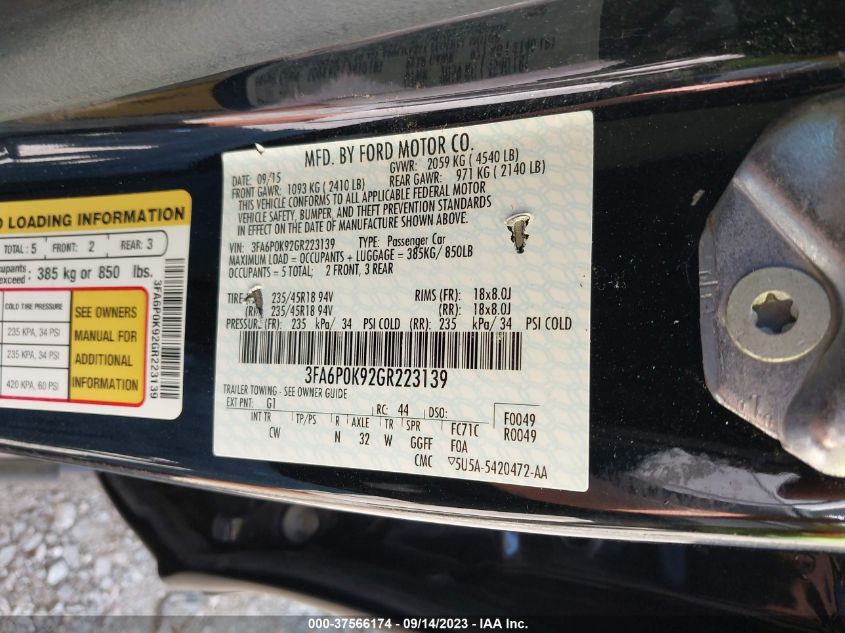 MFD. BY FORD MOTOR CO.
DATE: 09/15 GVWR: 2059 KG (4540 LB)
FRONT GAWR: 1093 KG (2410 LB) REAR GAWR: 971 KG (2140 LB)
THIS VEHICLE CONFORMS TO ALL APPLICABLE FEDERAL MOTOR
VEHICLE SAFETY, BUMPER, AND THEFT PREVENTION STANDARDS
IN EFFECT ON THE DATE OF MANUFACTURE SHOWN ABOVE.
VIN: 3FA6P0K92GR223139 TYPE: Passenger Car
MAXIMUM LOAD = OCCUPANTS + LUGGAGE = 385KG/ 850LB
OCCUPANTS = 5 TOTAL; 2 FRONT, 3 REAR
TIRE 235/45R18 94V RIMS (FR): 18x8.0J
(RR) 235/45R18 94V (RR): 18x8.0J
PRESSURE (FR): 235 kPa/ 34 PSI COLD (RR): 235 kPa/ 34 PSI COLD
3FA6P0K92GR223139
TRAILER TOWING - SEE OWNER GUIDE
EXT PNT: G1 RC: 44 DSO: F0049
INT TR TP/PS R AXLE TR SPR FC71C R0049
CW N 32 W GGFF F0A
CMC ▽5U5A-5420472-AA
LOADING INFORMATION
TOTAL : 5 FRONT: 2 REAR: 3
385 kg or 850 lbs.
COLD TIRE PRESSURE SEE OWNERS
235 KPA, 34 PSI MANUAL FOR
235 KPA, 34 PSI ADDITIONAL
420 KPA, 60 PSI INFORMATION
3FA6P0K92GR223139
000-37566174 - 09/14/2023 - IAAI.COM